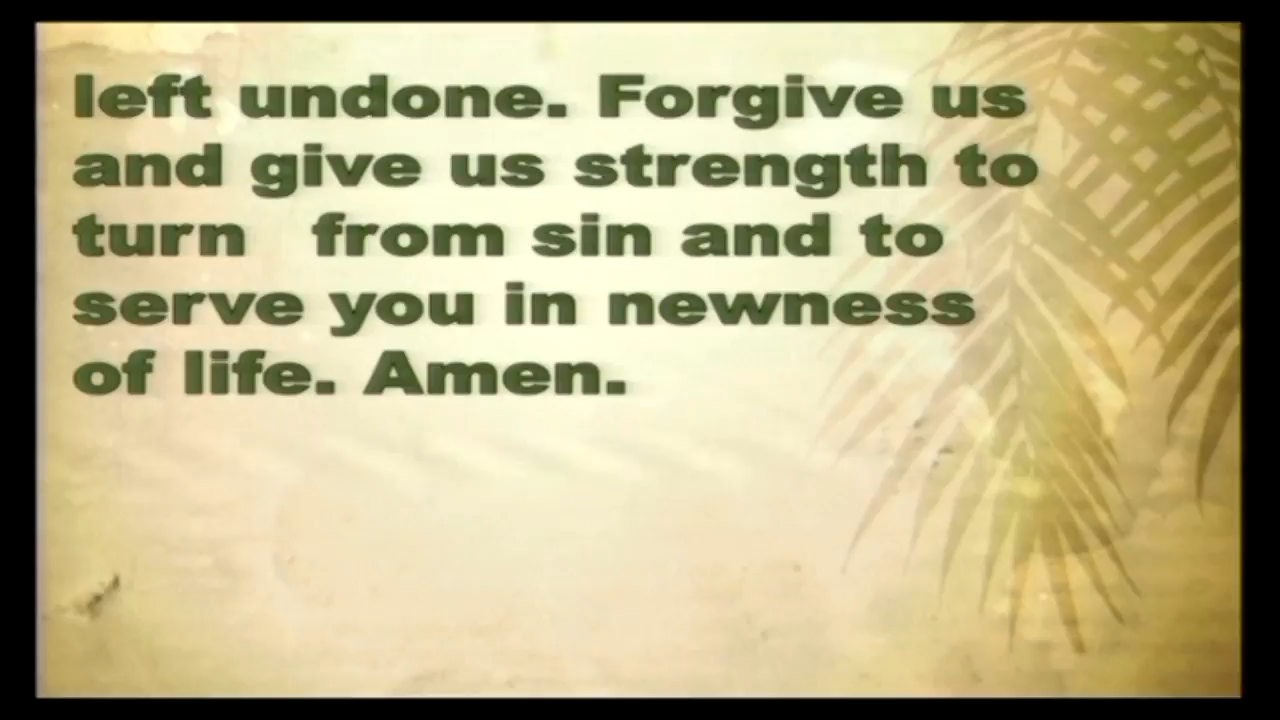 left undone. Forgive us
and give us strength to
turn from sin and to
serve you in newness
of life. Amen.